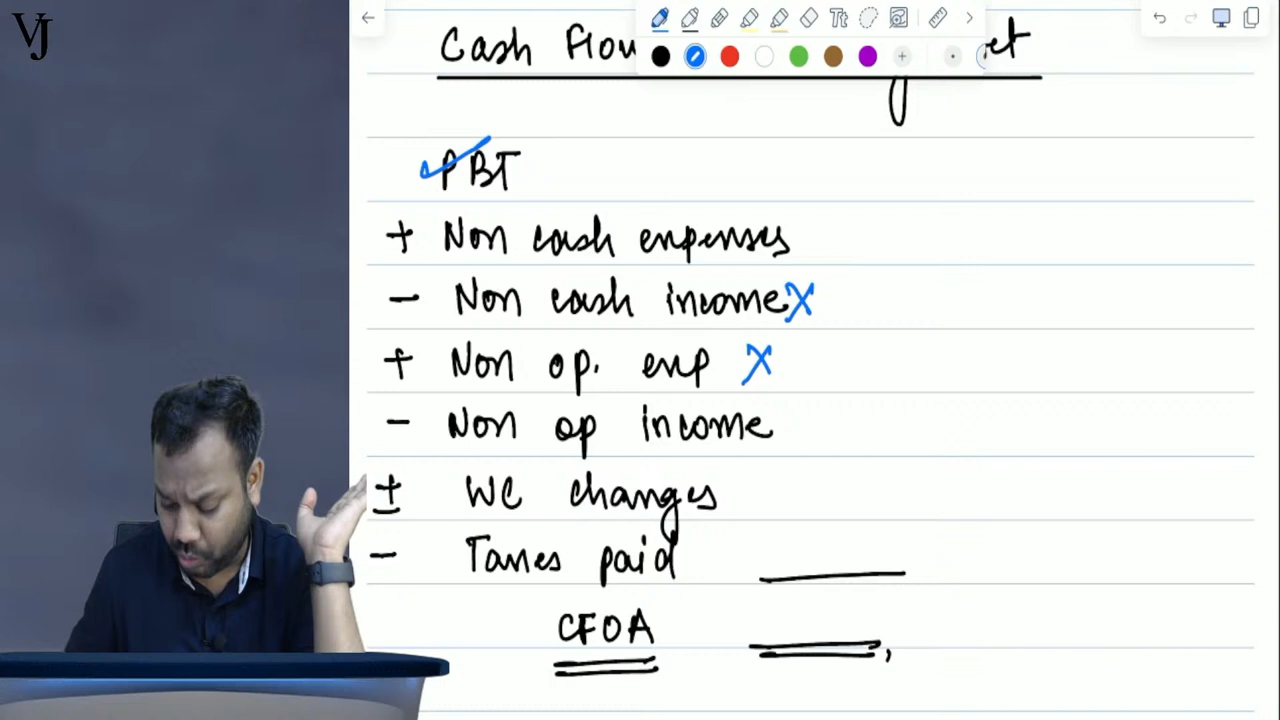 VJ
Cash Flow
PBT
+ Non cash expenses
- Non cash income X
+ Non op. exp X
- Non op income
± WC changes
- Taxes paid
CFOA